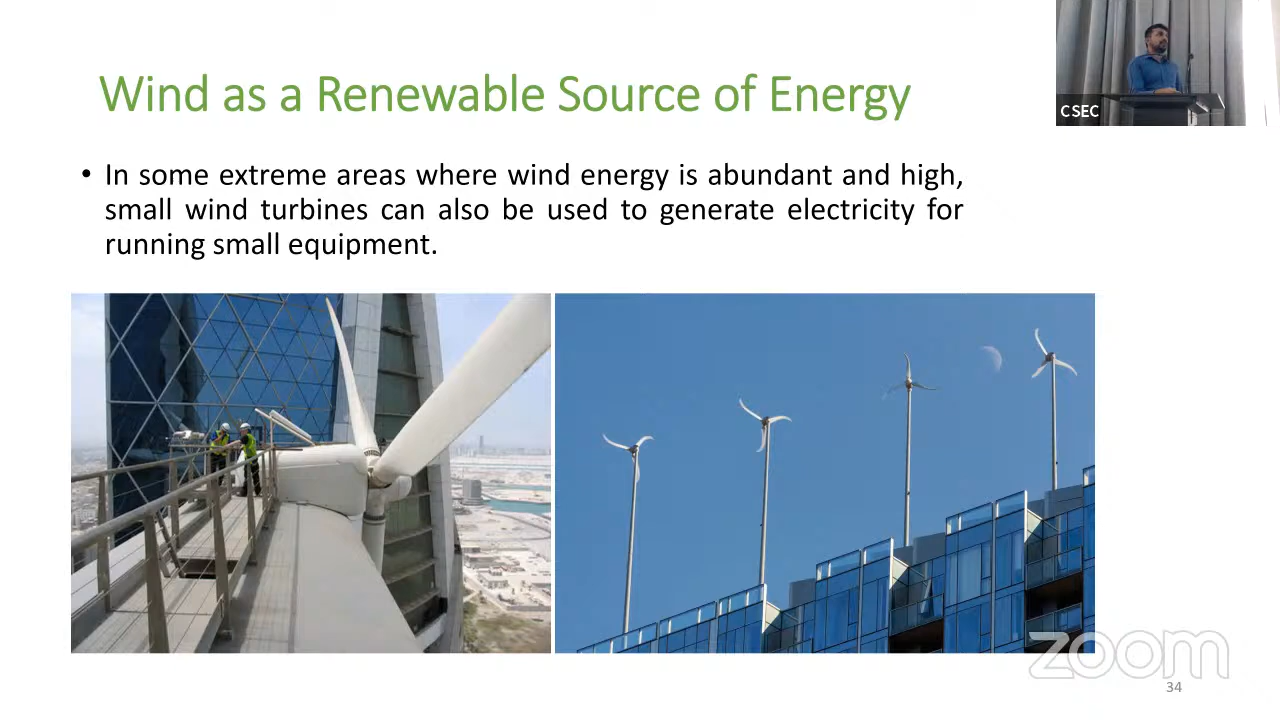 Wind as a Renewable Source of Energy
CSEC
• In some extreme areas where wind energy is abundant and high,
small wind turbines can also be used to generate electricity for
running small equipment.
zoom
34